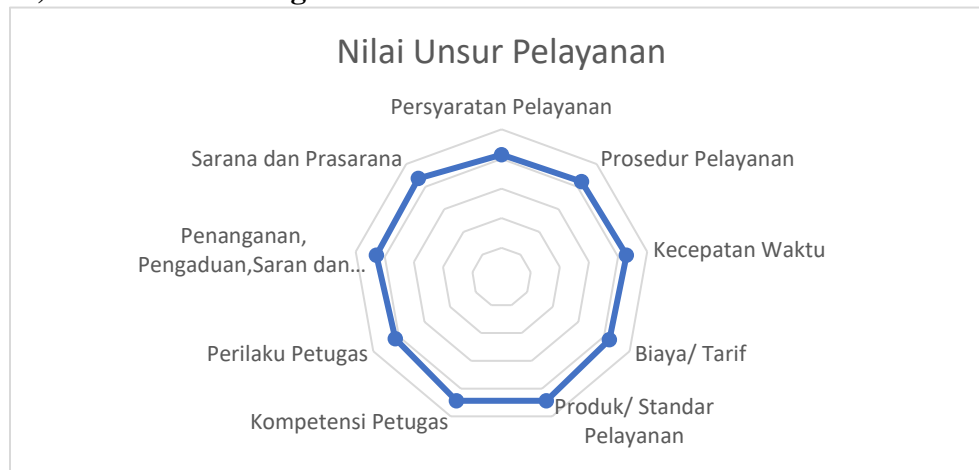 Nilai Unsur Pelayanan
Persyaratan Pelayanan
Prosedur Pelayanan
Kecepatan Waktu
Biaya/ Tarif
Produk/ Standar
Pelayanan
Kompetensi Petugas
Perilaku Petugas
Penanganan,
Pengaduan,Saran dan…
Sarana dan Prasarana